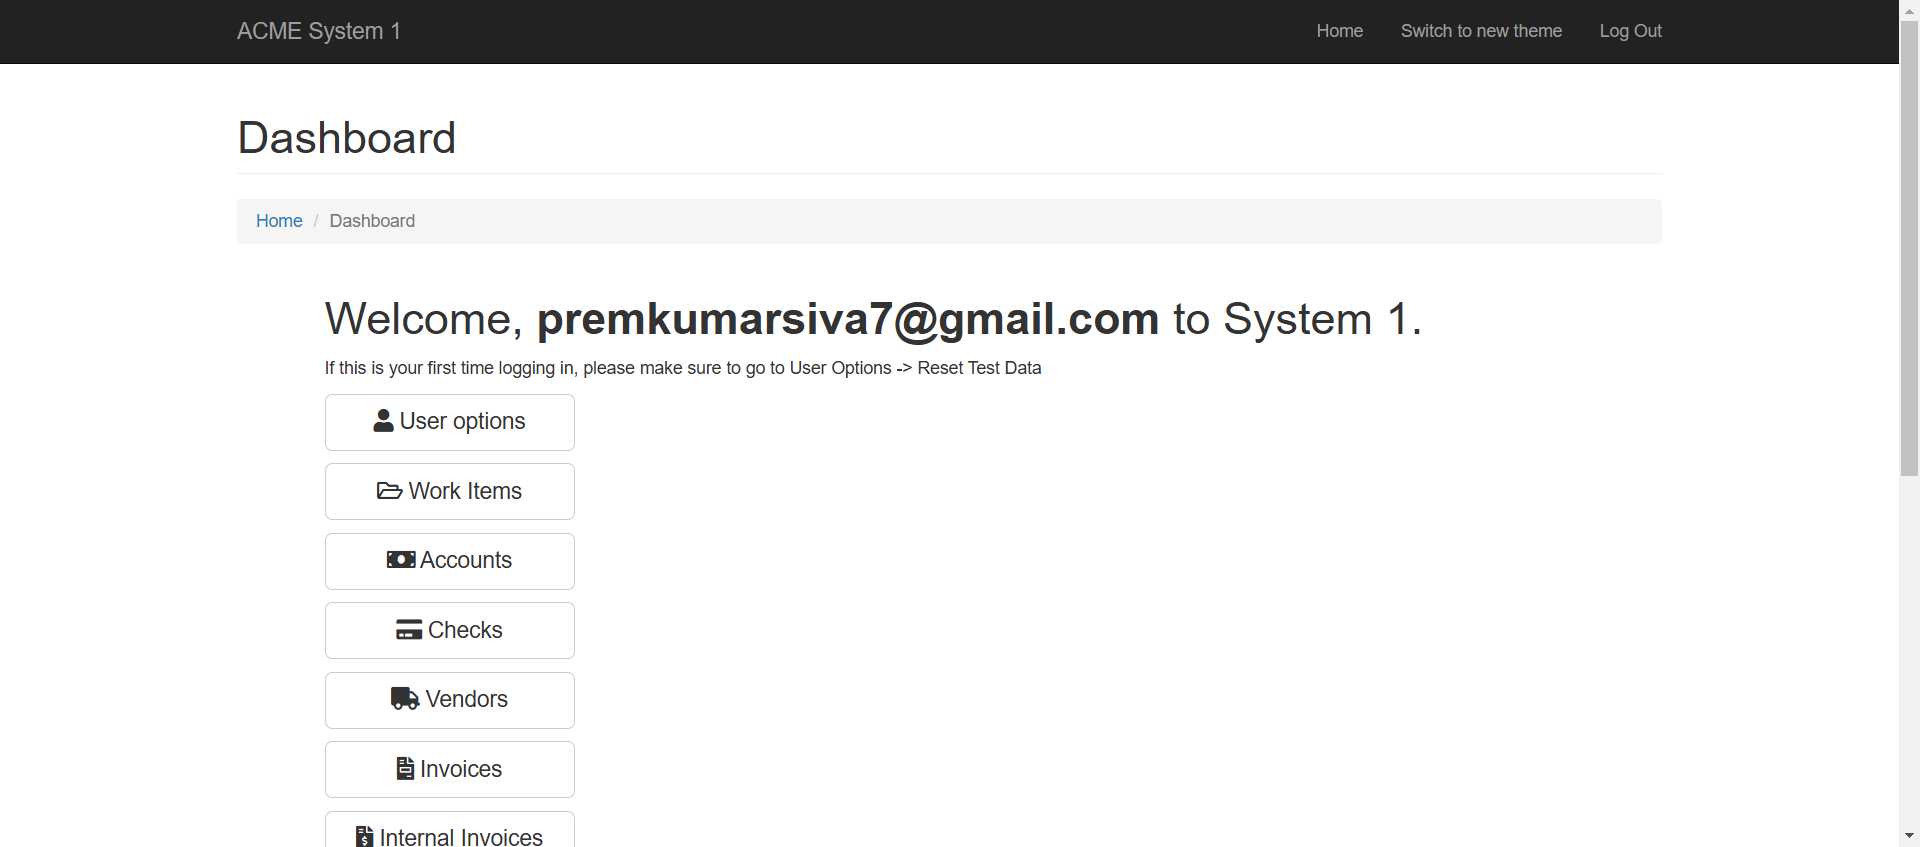 ACME System 1
Home
Switch to new theme
Log Out
Dashboard
Home / Dashboard
Welcome, premkumarsiva7@gmail.com to System 1.
If this is your first time logging in, please make sure to go to User Options -> Reset Test Data
User options
Work Items
Accounts
Checks
Vendors
Invoices
Internal Invoices